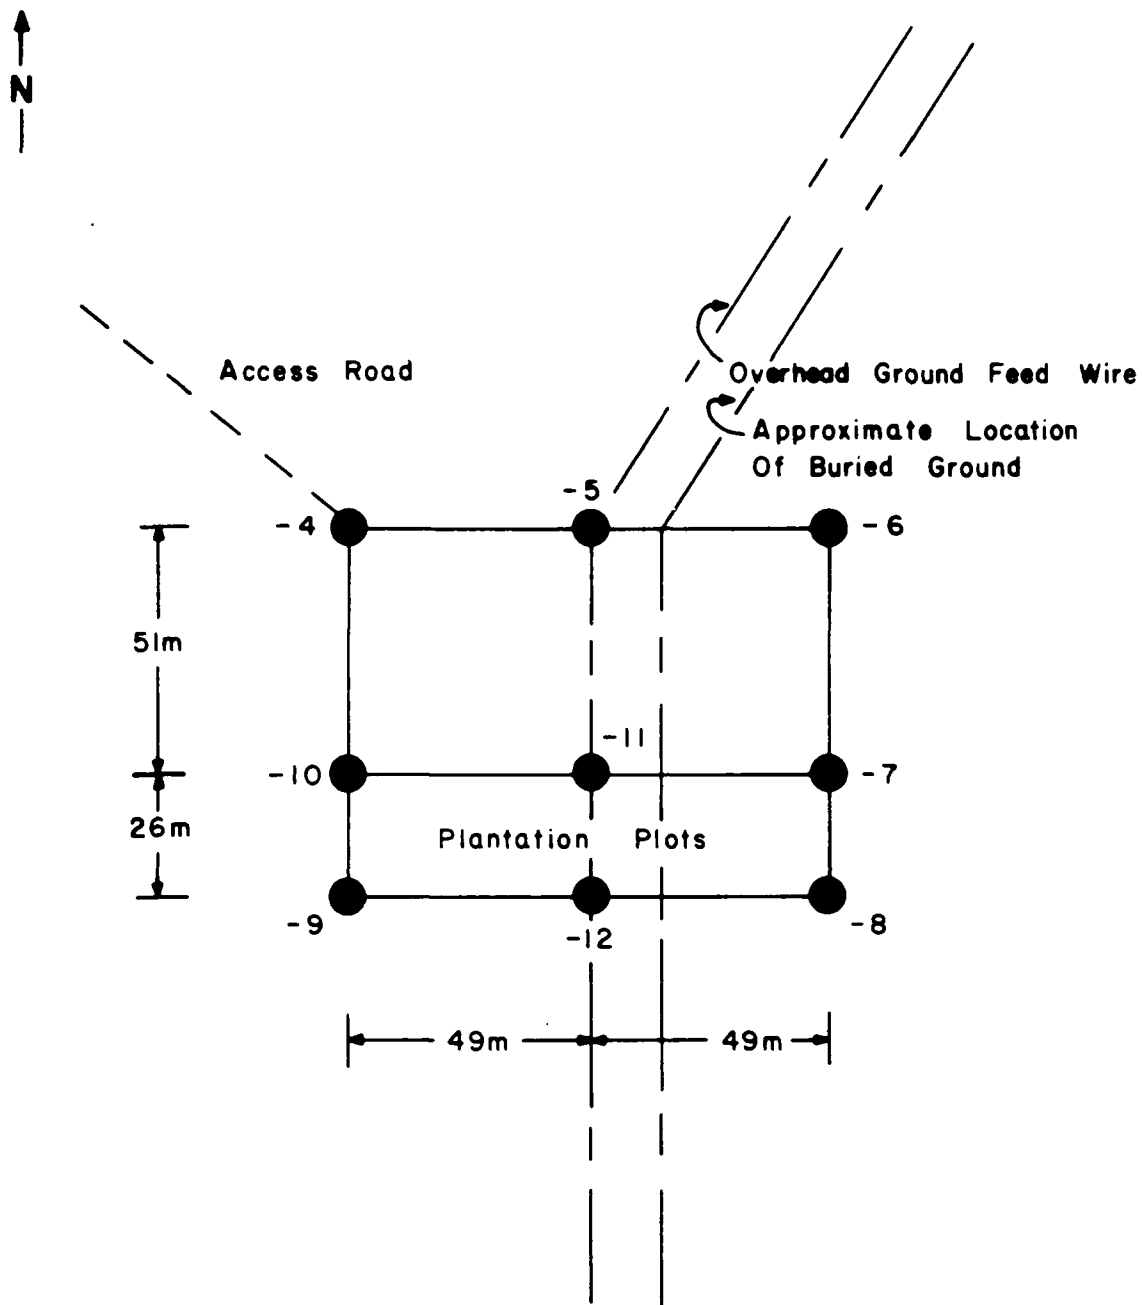 N
Access Road
Overhead Ground Feed Wire
Approximate Location
Of Buried Ground
-5
-4
-6
51m
-11
-10
-7
26m
Plantation Plots
-9
-12
-8
49m
49m